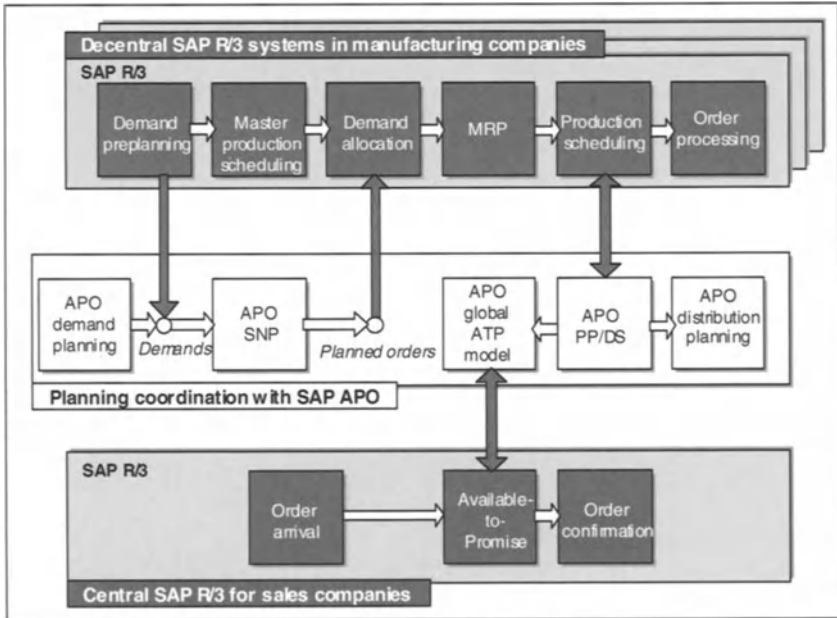 Decentral SAP R/3 systems in manufacturing companies
SAP R/3
Demand
preplanning
Master
production
scheduling
Demand
allocation
MRP
Production
scheduling
Order
processing
APO
demand
planning
Demands
APO
SNP
Planned orders
APO
global
ATP
model
APO
PP/DS
APO
distribution
planning
Planning coordination with SAP APO
SAP R/3
Order
arrival
Available-
to-
Promise
Order
confirmation
Central SAP R/3 for sales companies